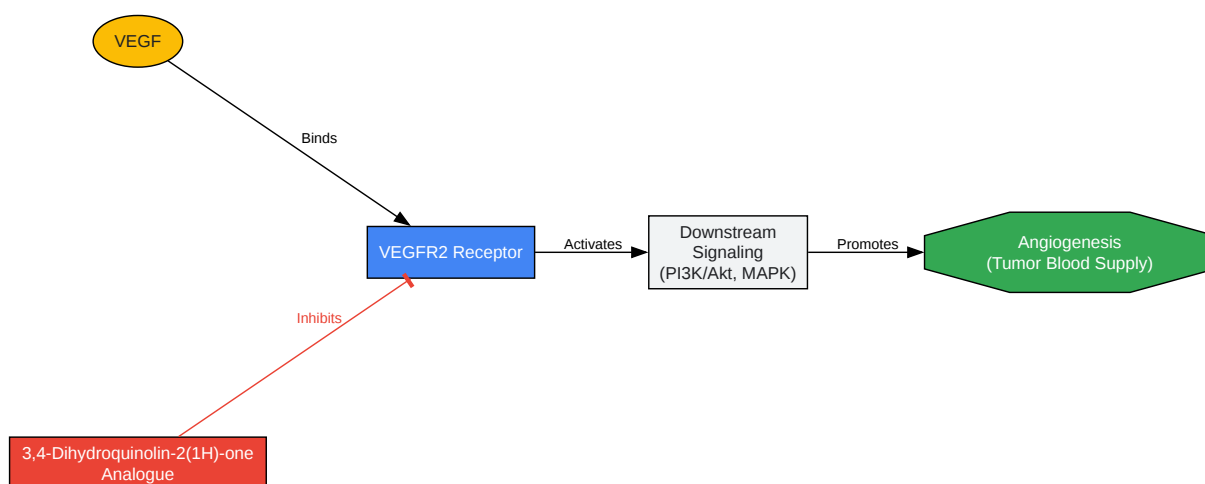 VEGF
Binds
VEGFR2 Receptor
Activates
Downstream
Signaling
(PI3K/Akt, MAPK)
Promotes
Angiogenesis
(Tumor Blood Supply)
Inhibits
3,4-Dihydroquinolin-2(1H)-one
Analogue